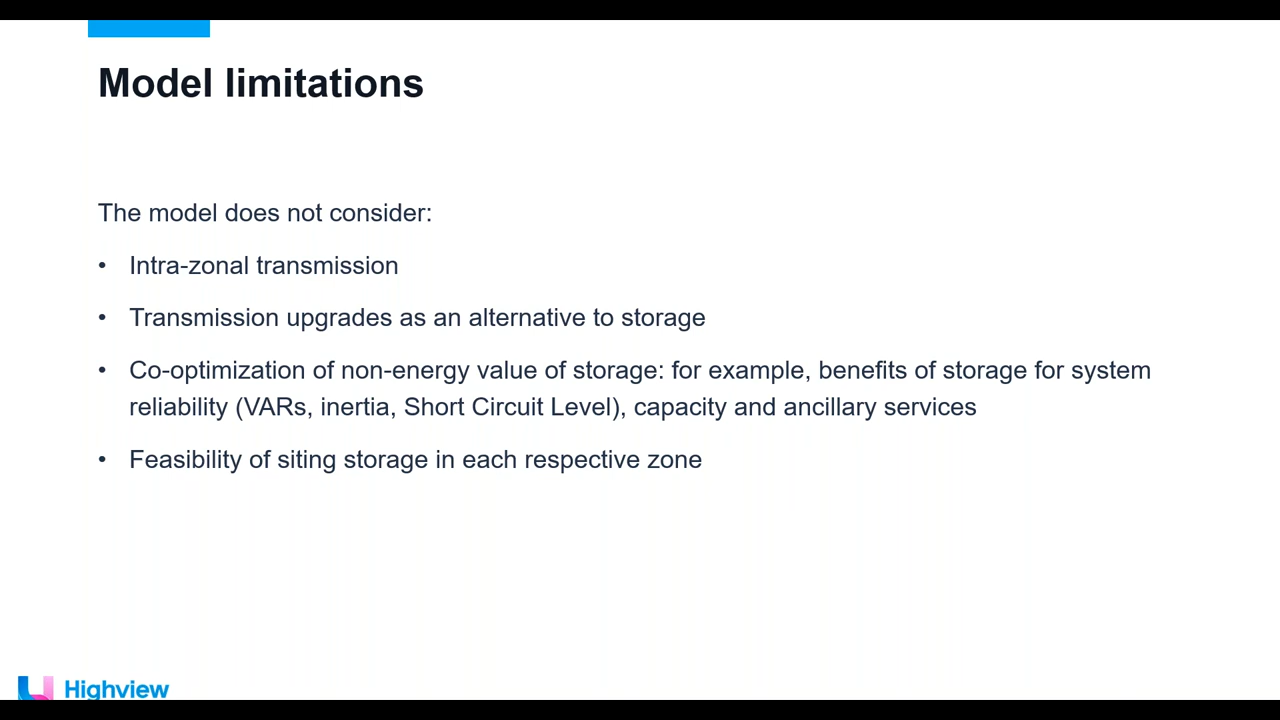 Model limitations
The model does not consider:
• Intra-zonal transmission
• Transmission upgrades as an alternative to storage
• Co-optimization of non-energy value of storage: for example, benefits of storage for system
reliability (VARs, inertia, Short Circuit Level), capacity and ancillary services
• Feasibility of siting storage in each respective zone
Highview